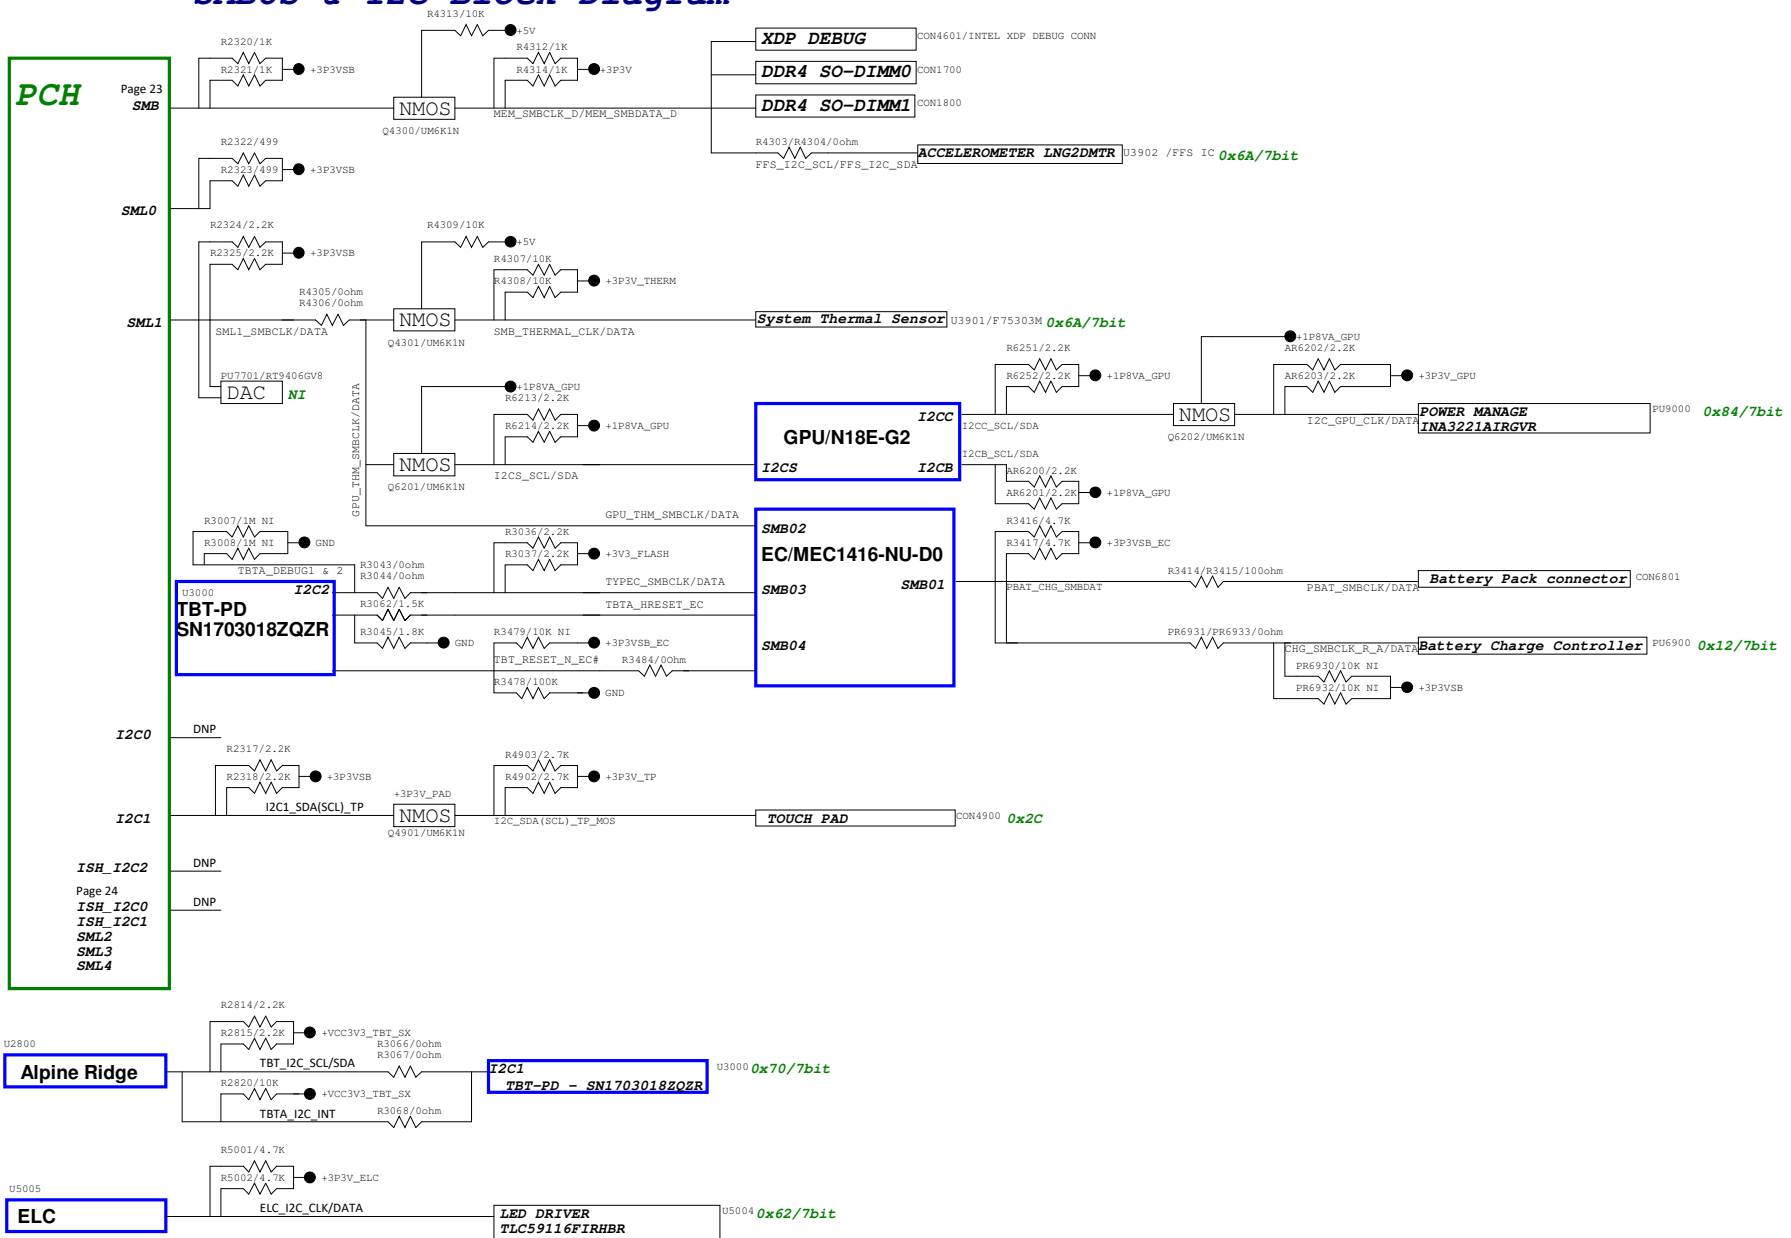 SMBUS & I2C Block Diagram
PCH
Page 23
SMB
R2320/1K
R2321/1K
+3P3VSB
R4313/10K
+5V
NMOS
Q4300/UM6K1N
R4312/1K
R4314/1K
+3P3V
MEM_SMBCLK_D/MEM_SMBDATA_D
XDP DEBUG
CON4601/INTEL XDP DEBUG CONN
DDR4 SO-DIMM0
CON1700
DDR4 SO-DIMM1
CON1800
R4303/R4304/0ohm
FFS_I2C_SCL/FFS_I2C_SDA
ACCELEROMETER LNG2DMTR
U3902 /FFS IC
0x6A/7bit
SML0
R2322/499
R2323/499
+3P3VSB
SML1
R2324/2.2K
R2325/2.2K
+3P3VSB
R4305/0ohm
R4306/0ohm
SML1_SMBCLK/DATA
PU7701/RT9406GV8
DAC
NI
R4309/10K
+5V
NMOS
Q4301/UM6K1N
R4307/10K
R4308/10K
+3P3V_THERM
SMB_THERMAL_CLK/DATA
System Thermal Sensor
U3901/F75303M
0x6A/7bit
GPU_THM_SMBCLK/DATA
+1P8VA_GPU
NMOS
Q6201/UM6K1N
R6213/2.2K
R6214/2.2K
+1P8VA_GPU
I2CS_SCL/SDA
GPU/N18E-G2
I2CC
I2CS
I2CB
R6251/2.2K
R6252/2.2K
+1P8VA_GPU
I2CC_SCL/SDA
+1P8VA_GPU
NMOS
Q6202/UM6K1N
AR6202/2.2K
AR6203/2.2K
+3P3V_GPU
I2C_GPU_CLK/DATA
POWER MANAGE
INA3221AIRGVR
PU9000
0x84/7bit
I2CB_SCL/SDA
AR6200/2.2K
AR6201/2.2K
+1P8VA_GPU
GPU_THM_SMBCLK/DATA
SMB02
EC/MEC1416-NU-D0
SMB01
SMB03
SMB04
R3007/1M NI
R3008/1M NI
GND
TBTA_DEBUG1 & 2
R3043/0ohm
R3044/0ohm
R3036/2.2K
R3037/2.2K
+3V3_FLASH
TYPEC_SMBCLK/DATA
U3000
I2C2
TBT-PD
SN1703018ZQZR
R3062/1.5K
TBTA_HRESET_EC
R3045/1.8K
GND
R3479/10K NI
+3P3VSB_EC
TBT_RESET_N_EC#
R3484/0Ohm
R3478/100K
GND
R3416/4.7K
R3417/4.7K
+3P3VSB_EC
PBAT_CHG_SMBDAT
R3414/R3415/100ohm
PBAT_SMBCLK/DATA
Battery Pack connector
CON6801
PR6931/PR6933/0ohm
CHG_SMBCLK_R_A/DATA
Battery Charge Controller
PU6900
0x12/7bit
PR6930/10K NI
PR6932/10K NI
+3P3VSB
I2C0
DNP
I2C1
R2317/2.2K
R2318/2.2K
+3P3VSB
I2C1_SDA(SCL)_TP
+3P3V_PAD
NMOS
Q4901/UM6K1N
R4903/2.7K
R4902/2.7K
+3P3V_TP
I2C_SDA(SCL)_TP_MOS
TOUCH PAD
CON4900
0x2C
ISH_I2C2
DNP
Page 24
ISH_I2C0
DNP
ISH_I2C1
SML2
SML3
SML4
U2800
Alpine Ridge
R2814/2.2K
R2815/2.2K
+VCC3V3_TBT_SX
R3066/0ohm
R3067/0ohm
TBT_I2C_SCL/SDA
R2820/10K
+VCC3V3_TBT_SX
TBTA_I2C_INT
R3068/0ohm
I2C1
TBT-PD - SN1703018ZQZR
U3000
0x70/7bit
U5005
ELC
R5001/4.7K
R5002/4.7K
+3P3V_ELC
ELC_I2C_CLK/DATA
LED DRIVER
TLC59116FIRHBR
U5004
0x62/7bit